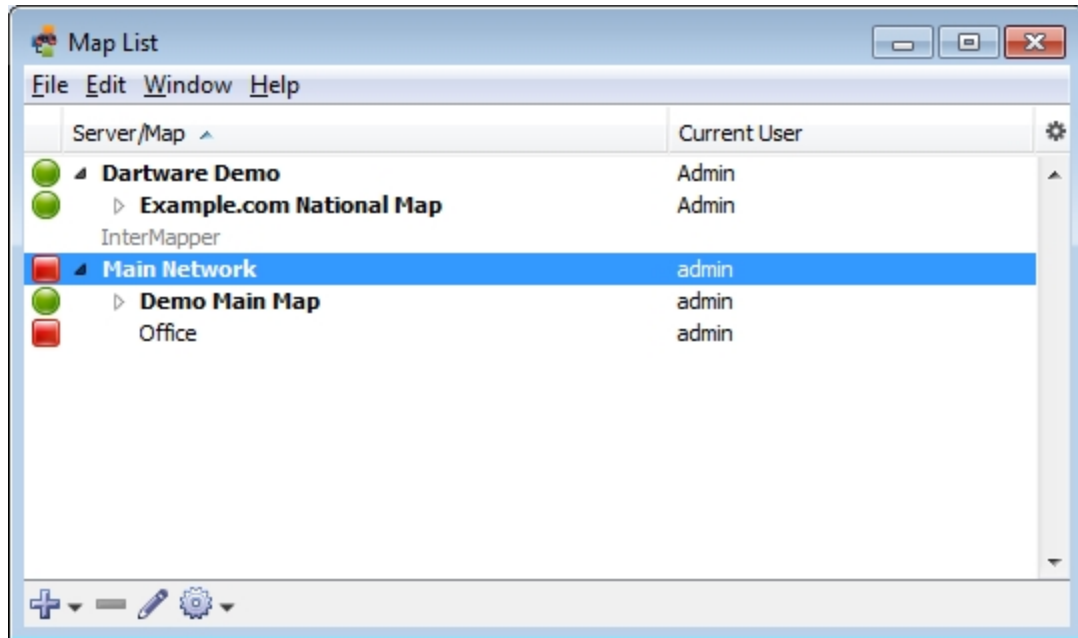 Map List
File Edit Window Help
Server/Map Current User
Dartware Demo Admin
Example.com National Map Admin
InterMapper
Main Network admin
Demo Main Map admin
Office admin